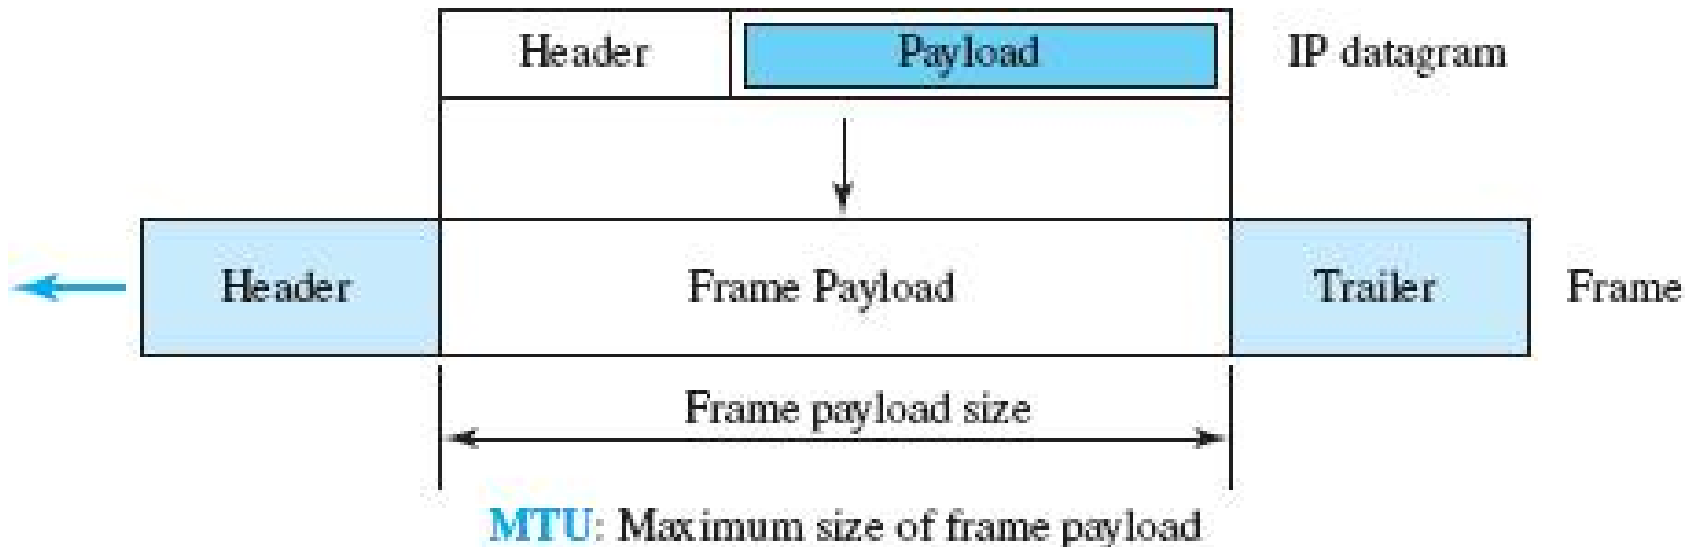 Header Payload IP datagram
Header Frame Payload Trailer Frame
Frame payload size
MTU: Maximum size of frame payload